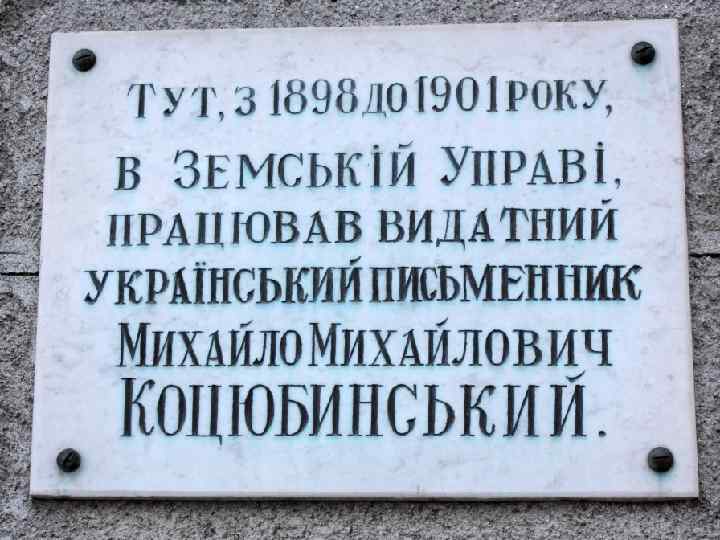 Тут, з 1898 до 1901 року,
в Земській Управі,
працював видатний
український письменник
Михайло Михайлович
Коцюбинський.